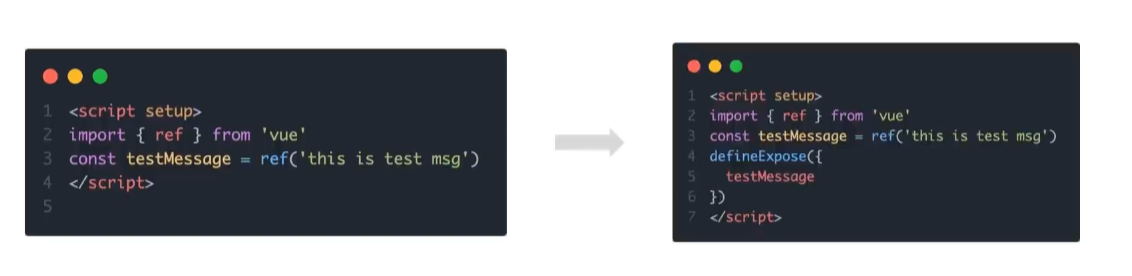 1 <script setup>
2 import { ref } from 'vue'
3 const testMessage = ref('this is test msg')
4 </script>
5
1 <script setup>
2 import { ref } from 'vue'
3 const testMessage = ref('this is test msg')
4 defineExpose({
5   testMessage
6 })
7 </script>